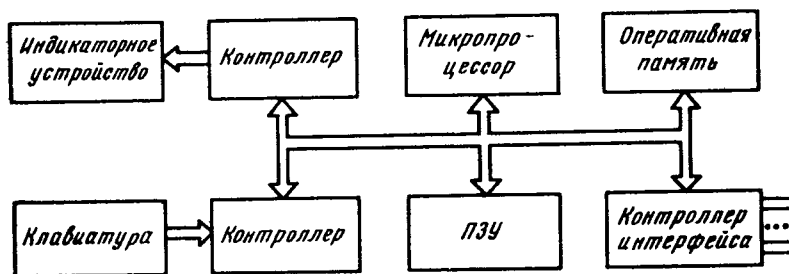 Индикаторное
устройство
Контроллер
Микропро-
цессор
Оперативная
память
Клавиатура
Контроллер
ПЗУ
Контроллер
интерфейса